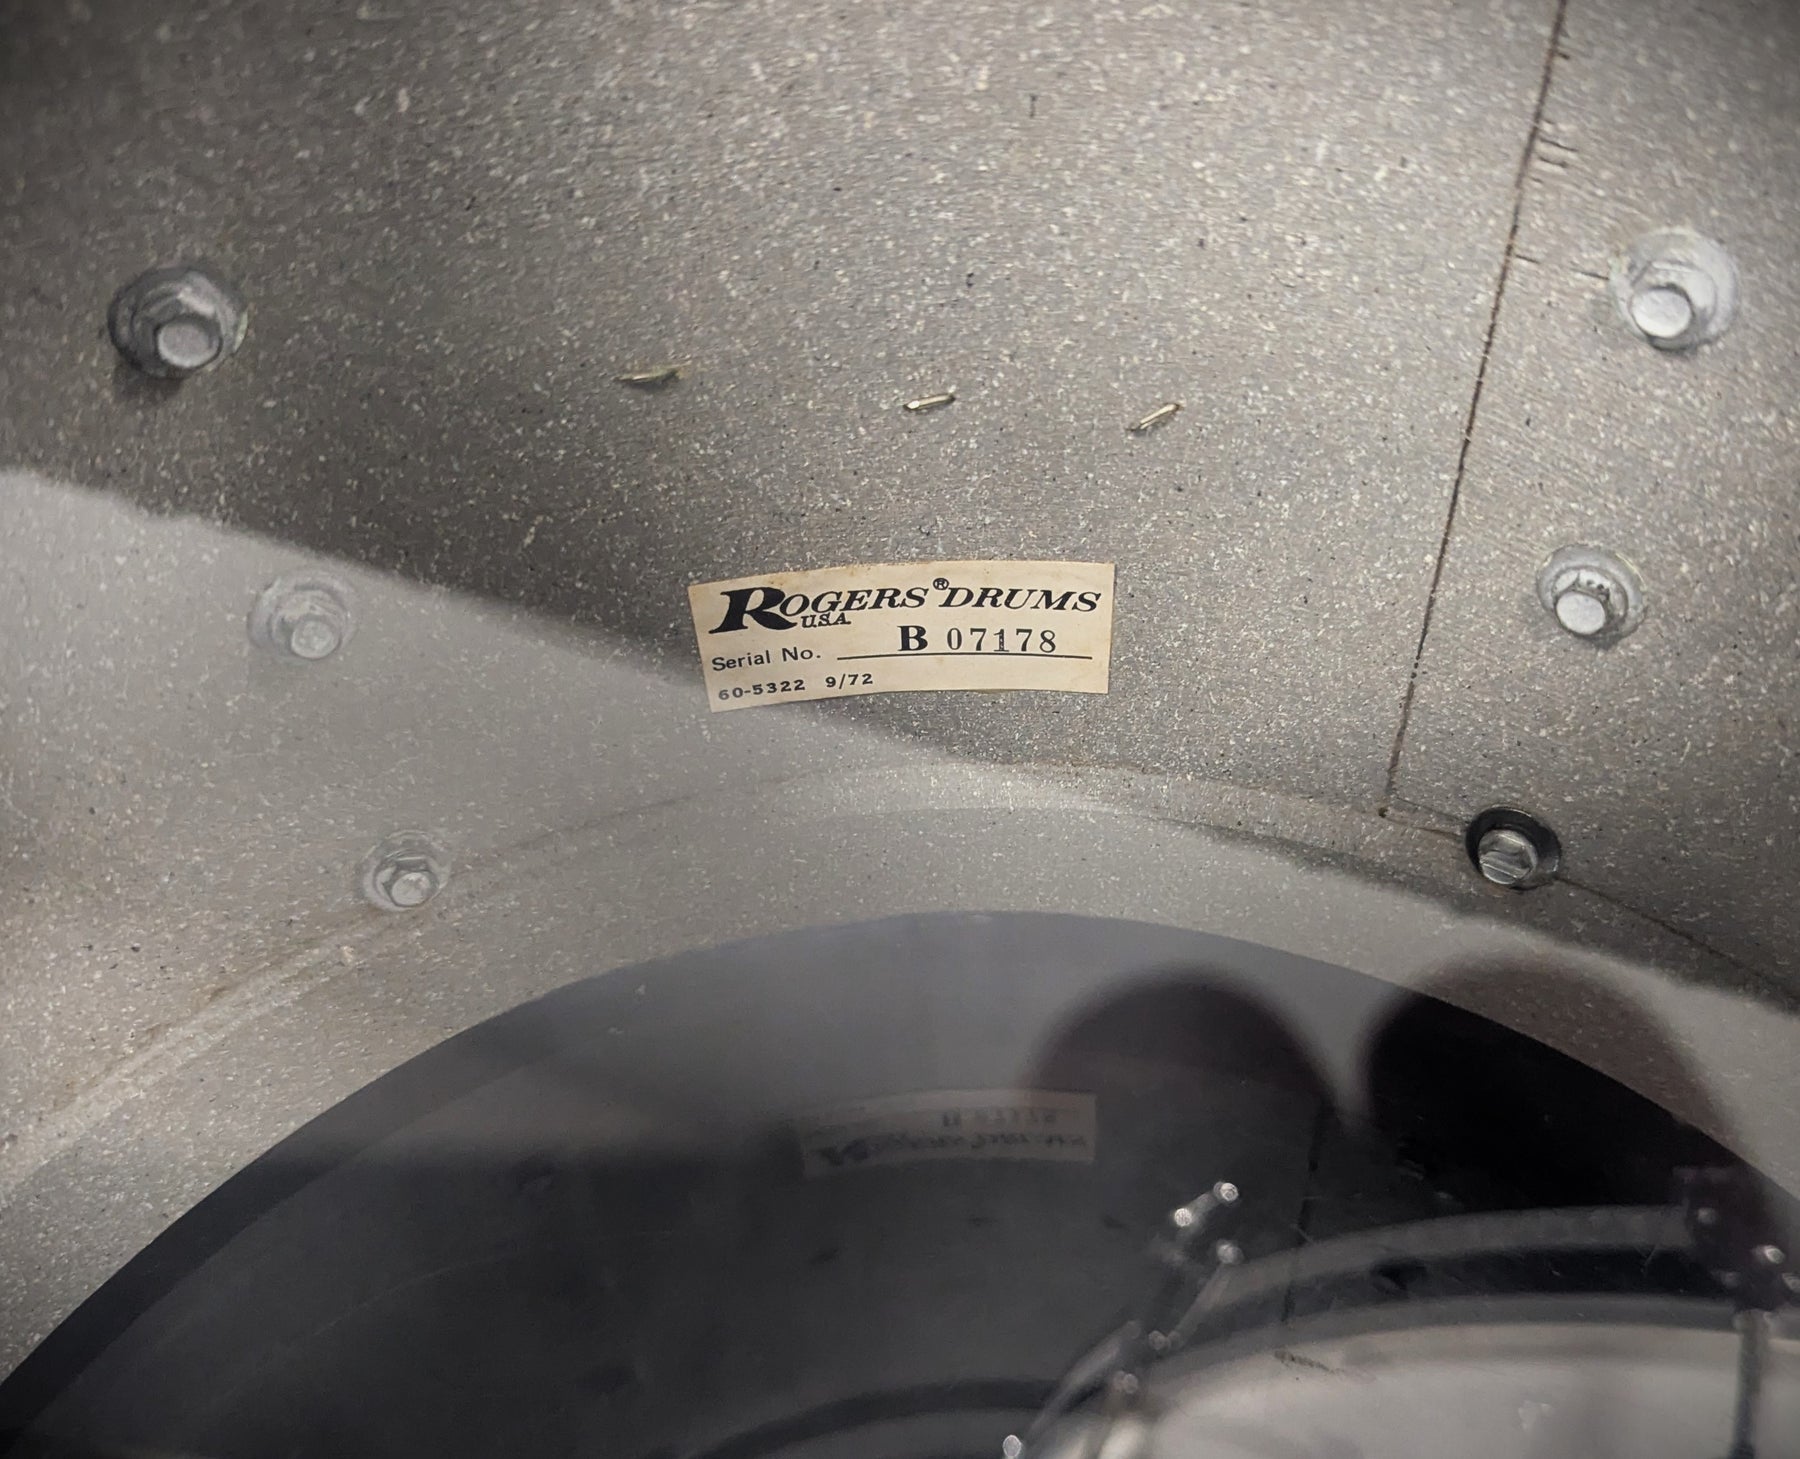 ROGERS® DRUMS
U.S.A.
Serial No. B 07178
60-5322 9/72